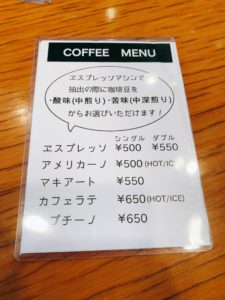 COFFEE MENU
ヱスプレッソマシンで
抽出の際に珈琲豆を
・酸味(中煎り)・苦味(中深煎り)
からお選びいただけます！
シングル ダブル
ヱスプレッソ ¥500 ¥550
アメリカーノ ¥500(HOT/ICE)
マキアート ¥550
カフェラテ ¥650(HOT/ICE)
プチーノ ¥650